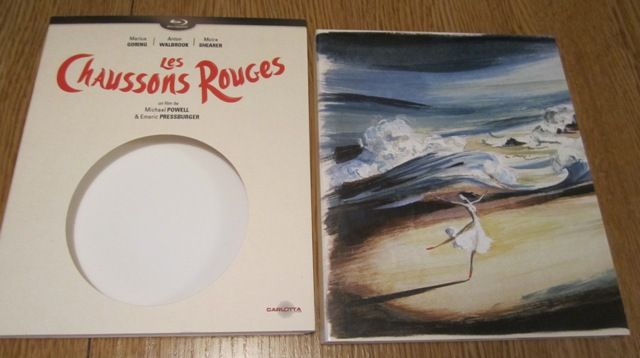 Marius GORING
Anton WALBROOK
Moira SHEARER
LES
CHAUSSONS ROUGES
un film de
Michael POWELL
& Emeric PRESSBURGER
CARLOTTA